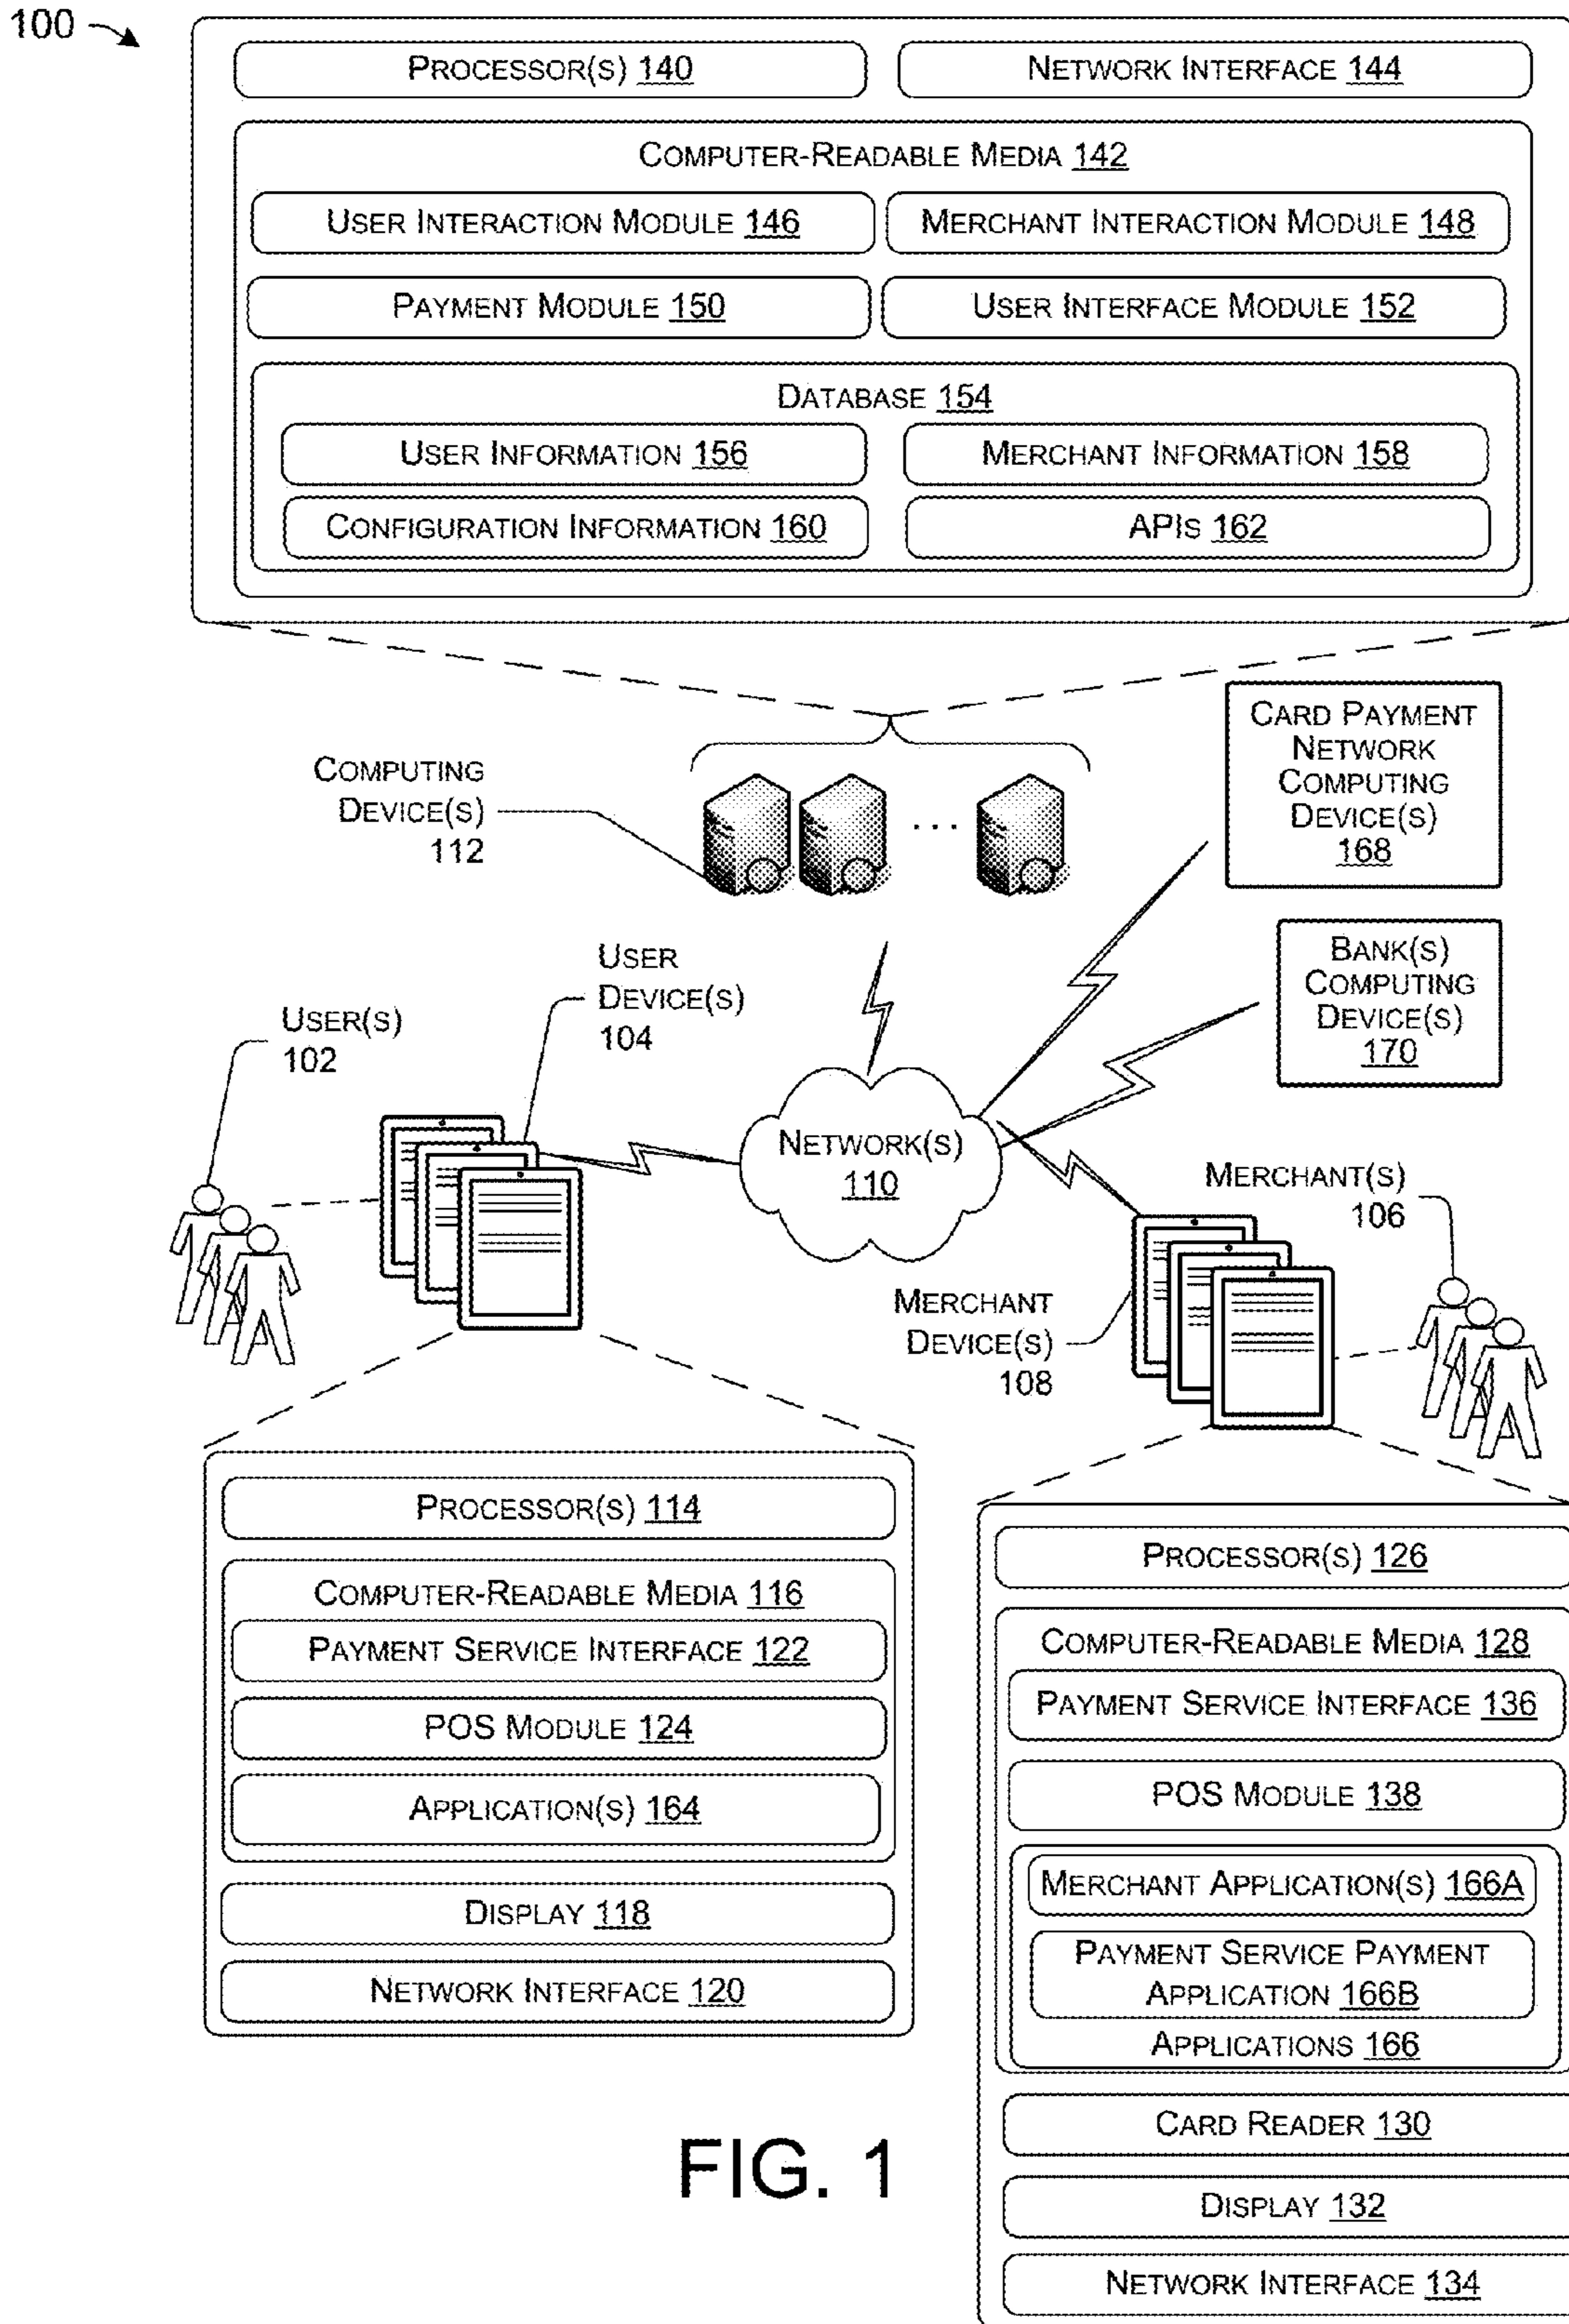 100
PROCESSOR(S) 140
NETWORK INTERFACE 144
COMPUTER-READABLE MEDIA 142
USER INTERACTION MODULE 146
MERCHANT INTERACTION MODULE 148
PAYMENT MODULE 150
USER INTERFACE MODULE 152
DATABASE 154
USER INFORMATION 156
MERCHANT INFORMATION 158
CONFIGURATION INFORMATION 160
APIS 162
COMPUTING
DEVICE(S)
112
...
CARD PAYMENT
NETWORK
COMPUTING
DEVICE(S)
168
BANK(S)
COMPUTING
DEVICE(S)
170
USER
DEVICE(S)
104
USER(S)
102
NETWORK(S)
110
MERCHANT(S)
106
MERCHANT
DEVICE(S)
108
PROCESSOR(S) 114
COMPUTER-READABLE MEDIA 116
PAYMENT SERVICE INTERFACE 122
POS MODULE 124
APPLICATION(S) 164
DISPLAY 118
NETWORK INTERFACE 120
PROCESSOR(S) 126
COMPUTER-READABLE MEDIA 128
PAYMENT SERVICE INTERFACE 136
POS MODULE 138
MERCHANT APPLICATION(S) 166A
PAYMENT SERVICE PAYMENT
APPLICATION 166B
APPLICATIONS 166
CARD READER 130
DISPLAY 132
NETWORK INTERFACE 134
FIG. 1